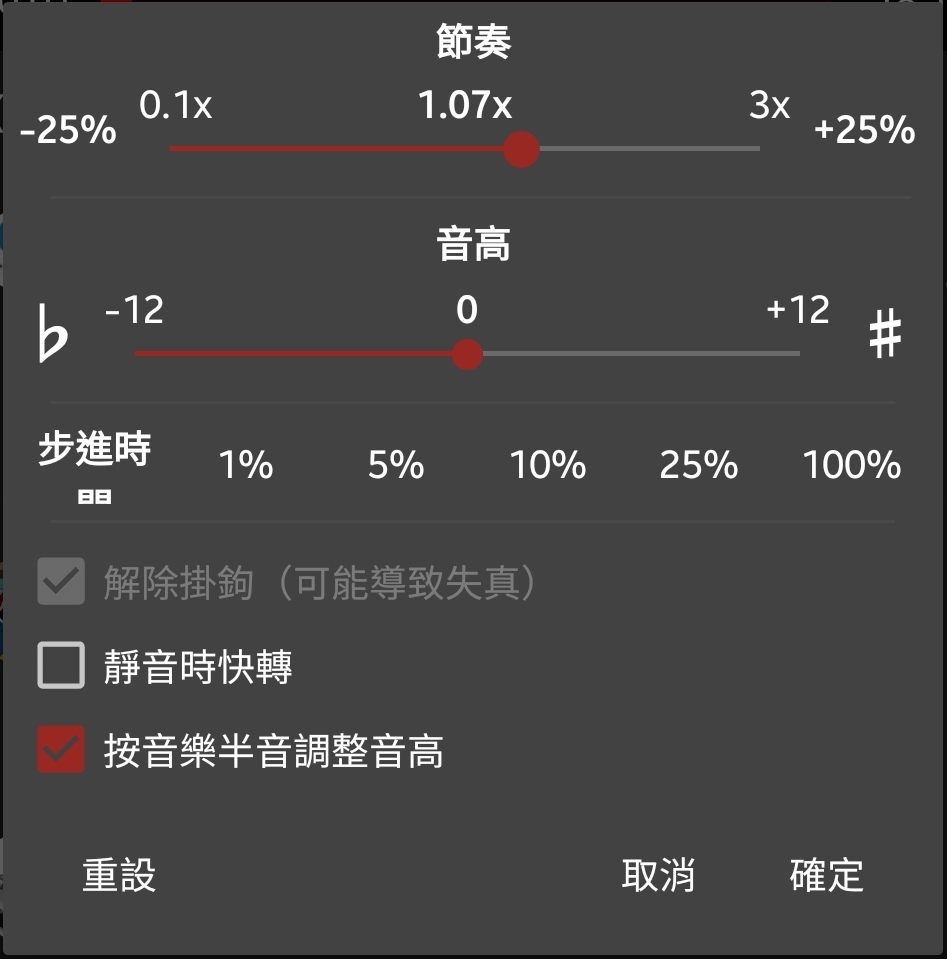 節奏
0.1x 1.07x 3x
-25% +25%
音高
-12 0 +12
♭ ♯
步進時
1% 5% 10% 25% 100%
解除掛鉤（可能導致失真）
靜音時快轉
按音樂半音調整音高
重設 取消 確定